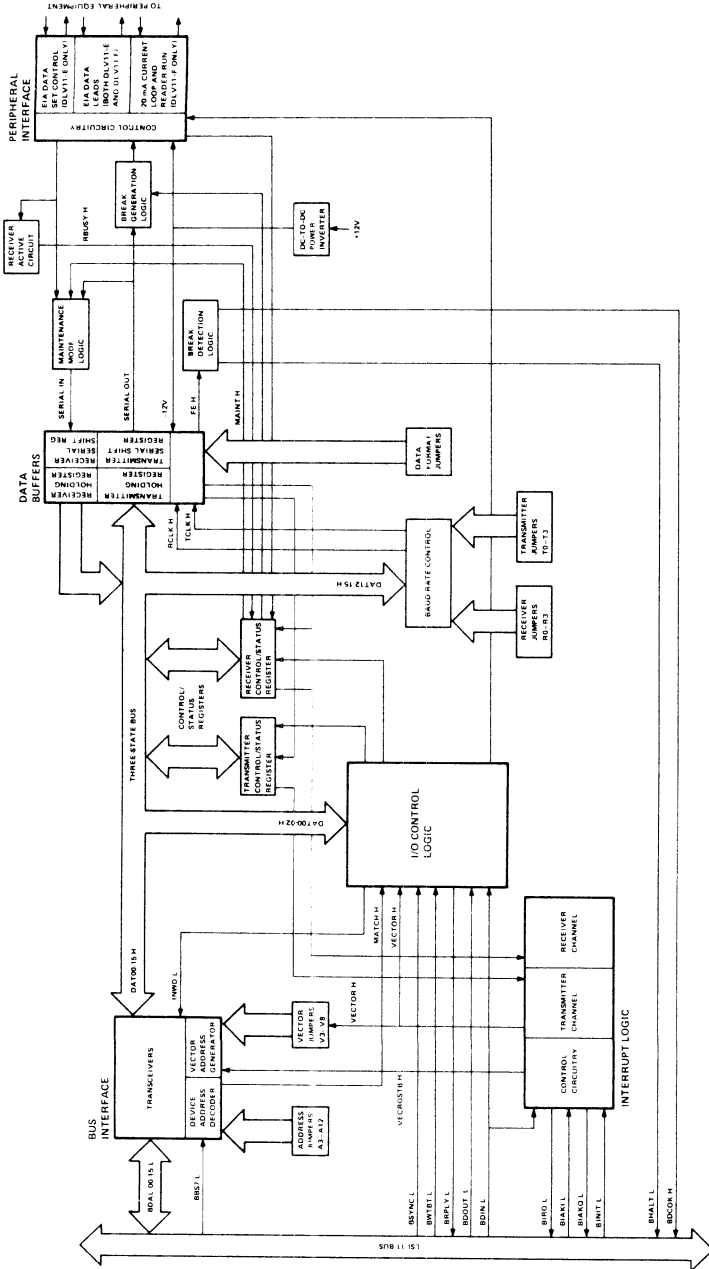 TO PERIPHERAL EQUIPMENT
PERIPHERAL
INTERFACE
EIA DATA
SET CONTROL
(DLV11-E ONLY)
EIA DATA
LEADS
(BOTH DLV11-E
AND DLV11-F)
20 mA CURRENT
LOOP AND
READER RUN
(DLV11-F ONLY)
CONTROL CIRCUITRY
RECEIVER
ACTIVE
CIRCUIT
RBUSY H
BREAK
GENERATION
LOGIC
DC-TO-DC
POWER
INVERTER
+12V
MAINTENANCE
MODE
LOGIC
BREAK
DETECTION
LOGIC
SERIAL IN
SERIAL OUT
-12V
FE H
MAINT H
DATA
BUFFERS
RECEIVER
SERIAL
SHIFT REG
TRANSMITTER
SERIAL SHIFT
REGISTER
RECEIVER
HOLDING
REGISTER
TRANSMITTER
HOLDING
REGISTER
DATA
FORMAT
JUMPERS
RCLK H
TCLK H
BAUD RATE CONTROL
TRANSMITTER
JUMPERS
T0-T3
RECEIVER
JUMPERS
R0-R3
DAT12-15 H
THREE-STATE BUS
CONTROL/
STATUS
REGISTERS
RECEIVER
CONTROL/STATUS
REGISTER
TRANSMITTER
CONTROL/STATUS
REGISTER
DAT00-02 H
I/O CONTROL
LOGIC
DAT00-15 H
INWD L
MATCH H
VECTOR H
BUS
INTERFACE
TRANSCEIVERS
DEVICE
ADDRESS
DECODER
VECTOR
ADDRESS
GENERATOR
VECTOR
JUMPERS
V3-V8
VECTOR H
ADDRESS
JUMPERS
A3-A12
VECRQSTB H
RECEIVER
CHANNEL
TRANSMITTER
CHANNEL
CONTROL
CIRCUITRY
INTERRUPT LOGIC
BDAL 00-15 L
BBS7 L
BSYNC L
BWTBT L
BRPLY L
BDOUT L
BDIN L
BIRQ L
BIAKI L
BIAKO L
BINIT L
BHALT L
BDCOK H
LSI 11 BUS